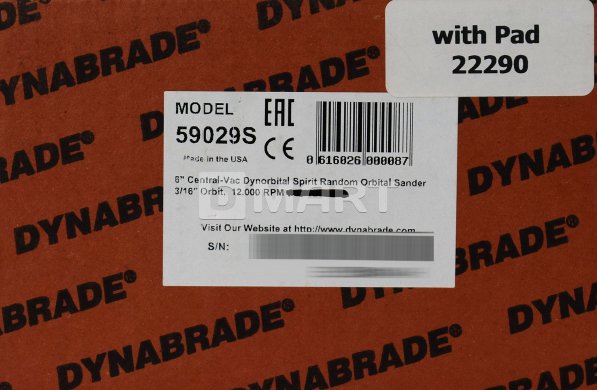 with Pad
22290
DYNABRADE®
DYNABRADE®
DYNABRADE®
MODEL
59029S
Made in the USA
EAC
CE
0 616026 000087
6" Central-Vac Dynorbital Spirit Random Orbital Sander
3/16" Orbit, 12,000 RPM
MART
Visit Our Website at http://www.dynabrade.com
S/N:
DYNABRADE®
DYNABRADE®
DYNABRADE®
DYNABRADE®